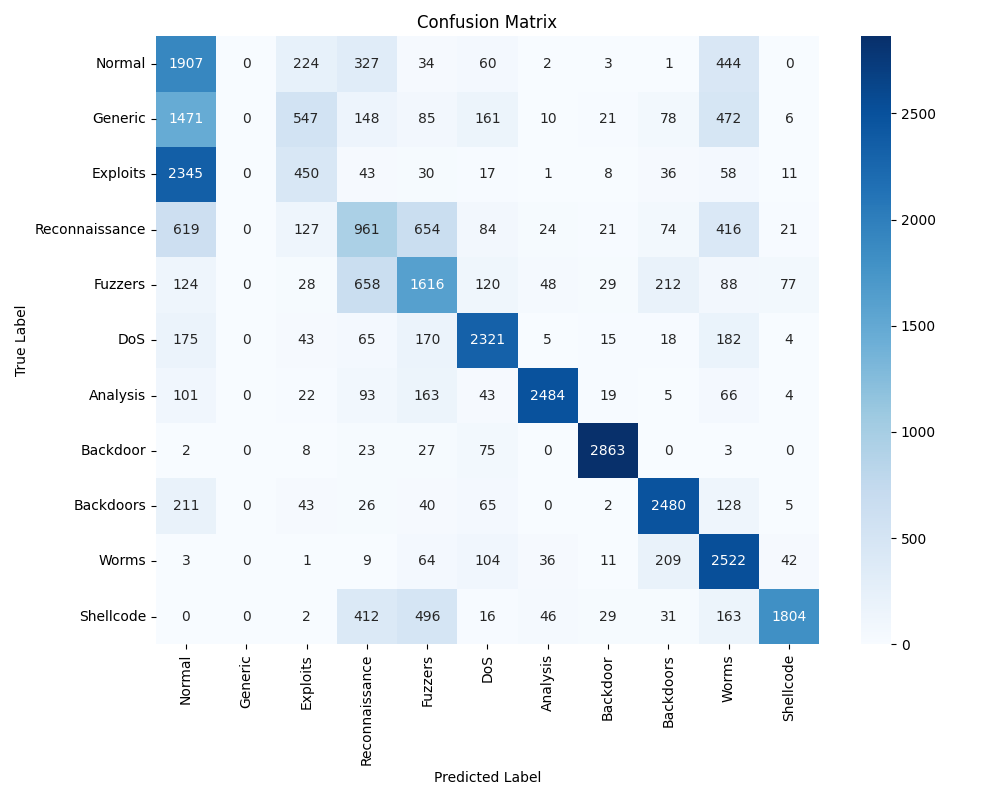 Confusion Matrix
True Label
Normal 1907 0 224 327 34 60 2 3 1 444 0
Generic 1471 0 547 148 85 161 10 21 78 472 6
Exploits 2345 0 450 43 30 17 1 8 36 58 11
Reconnaissance 619 0 127 961 654 84 24 21 74 416 21
Fuzzers 124 0 28 658 1616 120 48 29 212 88 77
DoS 175 0 43 65 170 2321 5 15 18 182 4
Analysis 101 0 22 93 163 43 2484 19 5 66 4
Backdoor 2 0 8 23 27 75 0 2863 0 3 0
Backdoors 211 0 43 26 40 65 0 2 2480 128 5
Worms 3 0 1 9 64 104 36 11 209 2522 42
Shellcode 0 0 2 412 496 16 46 29 31 163 1804
Normal
Generic
Exploits
Reconnaissance
Fuzzers
DoS
Analysis
Backdoor
Backdoors
Worms
Shellcode
Predicted Label
2500
2000
1500
1000
500
0